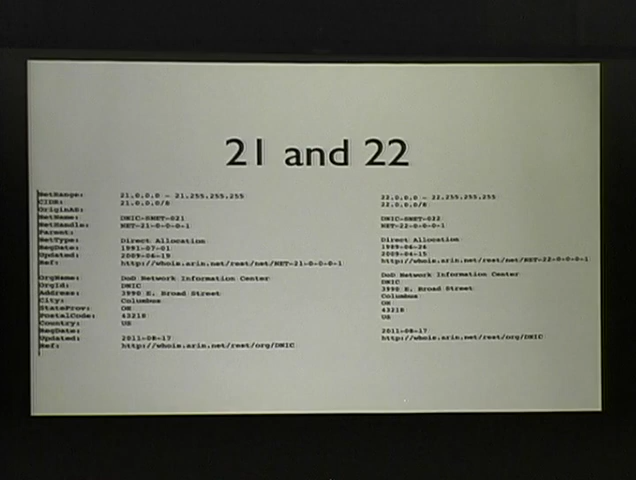 21 and 22
NetRange: 21.0.0.0 - 21.255.255.255 22.0.0.0 - 22.255.255.255
CIDR: 21.0.0.0/8 22.0.0.0/8
OriginAS:
NetName: DNIC-SNET-021 DNIC-SNET-022
NetHandle: NET-21-0-0-0-1 NET-22-0-0-0-1
Parent:
NetType: Direct Allocation Direct Allocation
RegDate: 1991-07-01 1989-06-26
Updated: 2009-06-19 2009-06-15
Ref: http://whois.arin.net/rest/net/NET-21-0-0-0-1 http://whois.arin.net/rest/net/NET-22-0-0-0-1
OrgName: DoD Network Information Center DoD Network Information Center
OrgId: DNIC DNIC
Address: 3990 E. Broad Street 3990 E. Broad Street
City: Columbus Columbus
StateProv: OH OH
PostalCode: 43218 43218
Country: US US
RegDate:
Updated: 2011-08-17 2011-08-17
Ref: http://whois.arin.net/rest/org/DNIC http://whois.arin.net/rest/org/DNIC